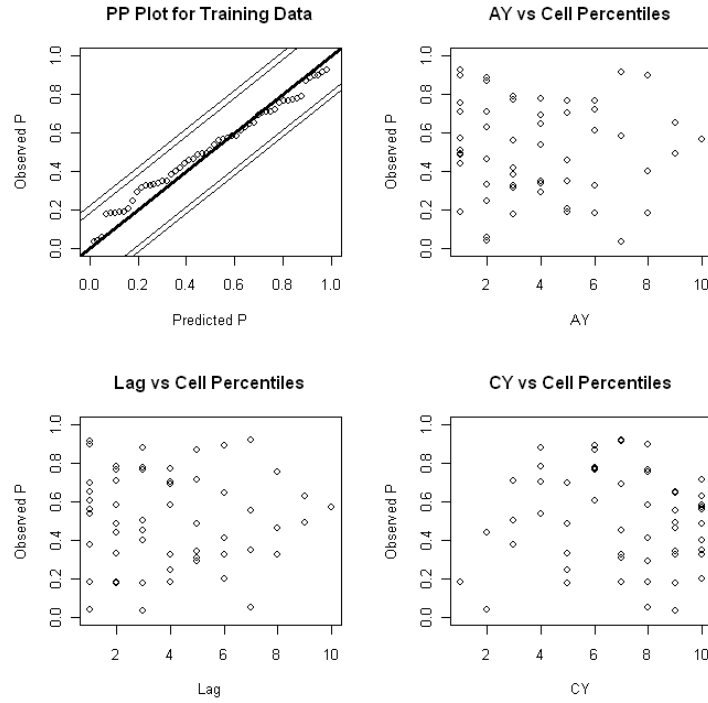 PP Plot for Training Data
Observed P
0.0 0.2 0.4 0.6 0.8 1.0
0.0 0.2 0.4 0.6 0.8 1.0
Predicted P
AY vs Cell Percentiles
Observed P
0.0 0.2 0.4 0.6 0.8 1.0
2 4 6 8 10
AY
Lag vs Cell Percentiles
Observed P
0.0 0.2 0.4 0.6 0.8 1.0
2 4 6 8 10
Lag
CY vs Cell Percentiles
Observed P
0.0 0.2 0.4 0.6 0.8 1.0
2 4 6 8 10
CY